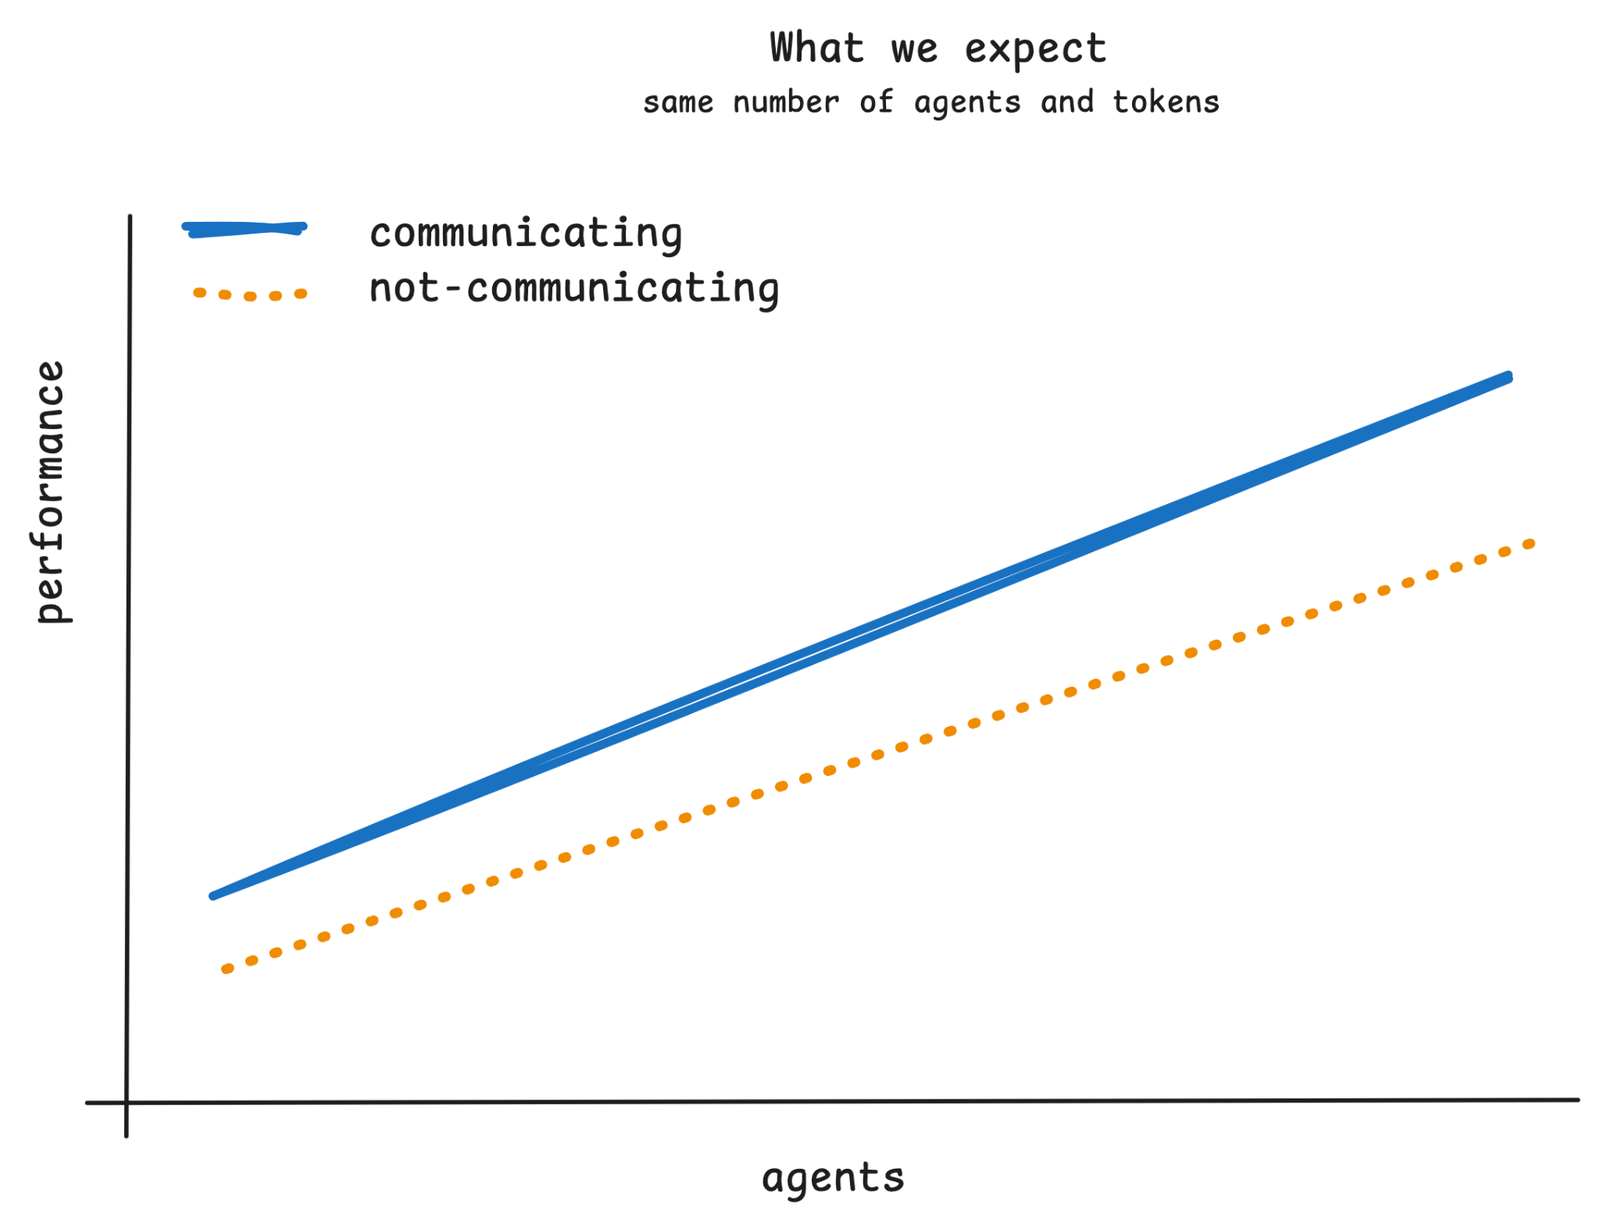 What we expect
same number of agents and tokens
communicating
not-communicating
performance
agents